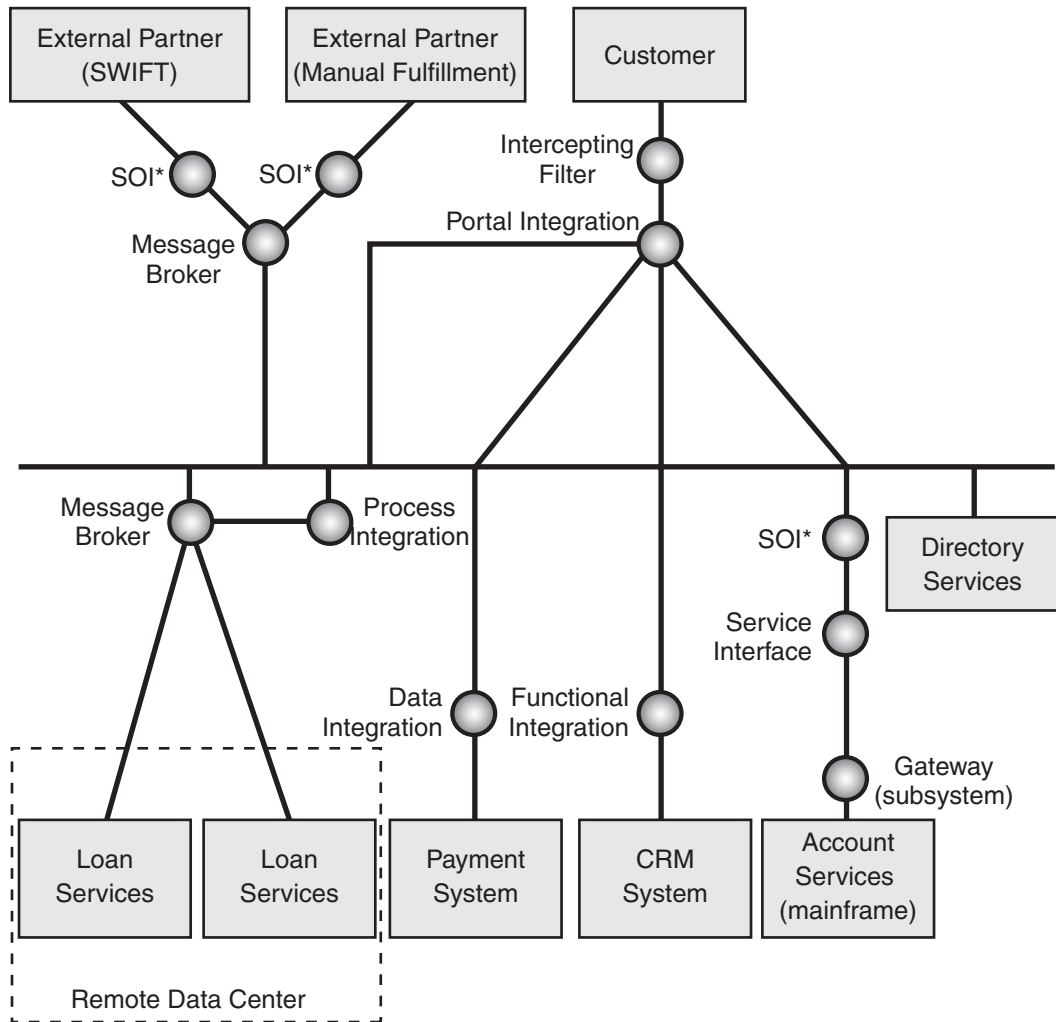 External Partner
(SWIFT)
External Partner
(Manual Fulfillment)
Customer
Intercepting
Filter
SOI*
SOI*
Portal Integration
Message
Broker
Message
Broker
Process
Integration
SOI*
Directory
Services
Service
Interface
Data
Integration
Functional
Integration
Gateway
(subsystem)
Loan
Services
Loan
Services
Payment
System
CRM
System
Account
Services
(mainframe)
Remote Data Center